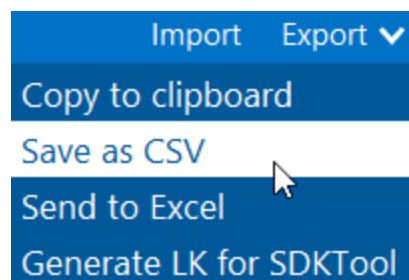 Import Export
Copy to clipboard
Save as CSV
Send to Excel
Generate LK for SDKTool